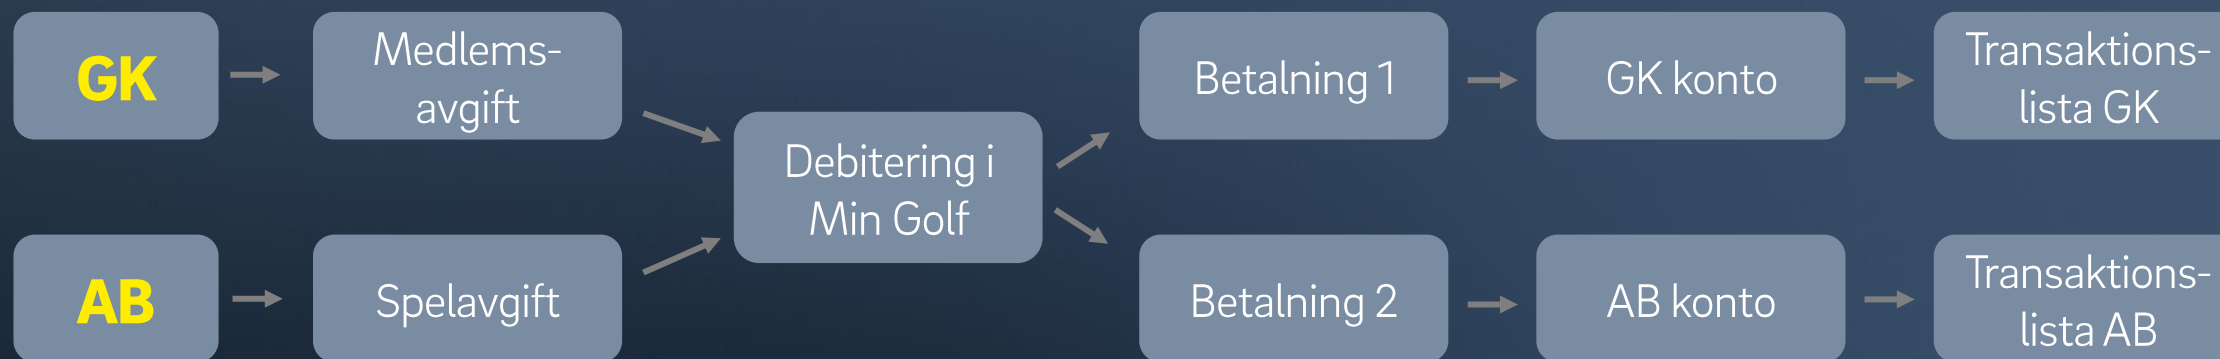 GK
Medlems-
avgift
Debitering i
Min Golf
Betalning 1
GK konto
Transaktions-
lista GK
AB
Spelavgift
Betalning 2
AB konto
Transaktions-
lista AB